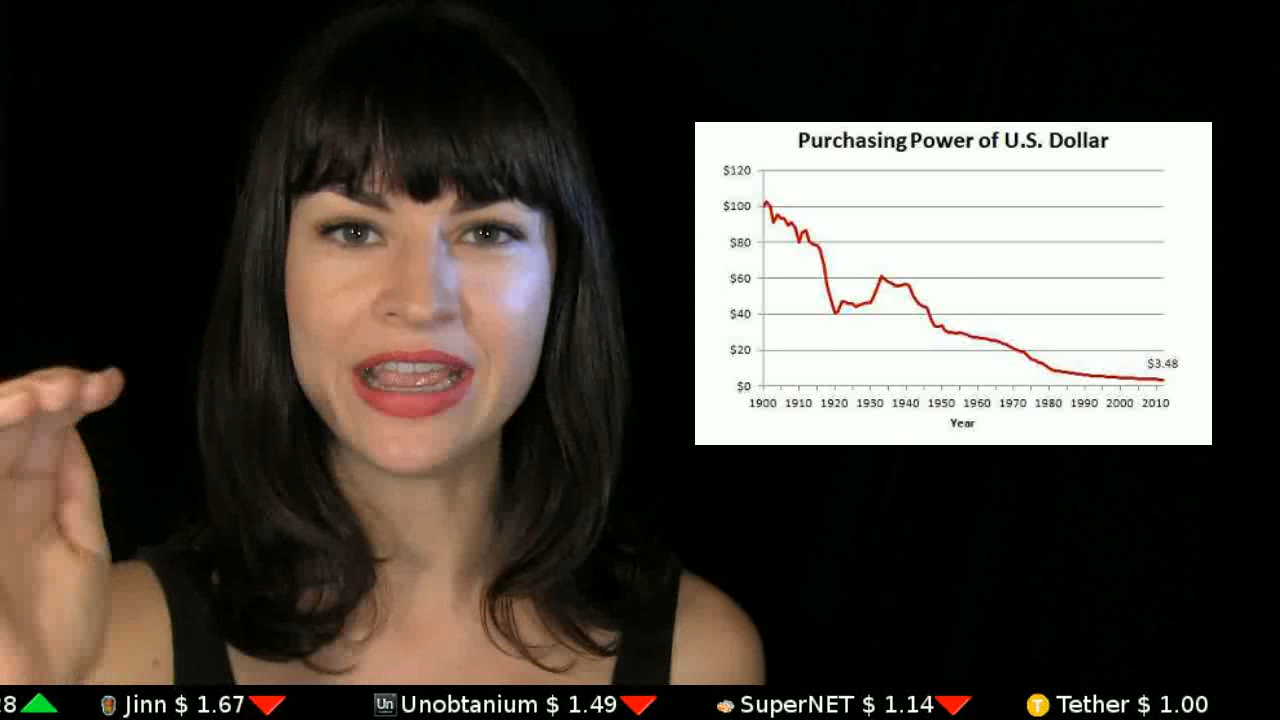 Purchasing Power of U.S. Dollar
$120
$100
$80
$60
$40
$20
$0
$3.48
1900 1910 1920 1930 1940 1950 1960 1970 1980 1990 2000 2010
Year
8 Jinn $ 1.67 Un Unobtanium $ 1.49 SuperNET $ 1.14 T Tether $ 1.00